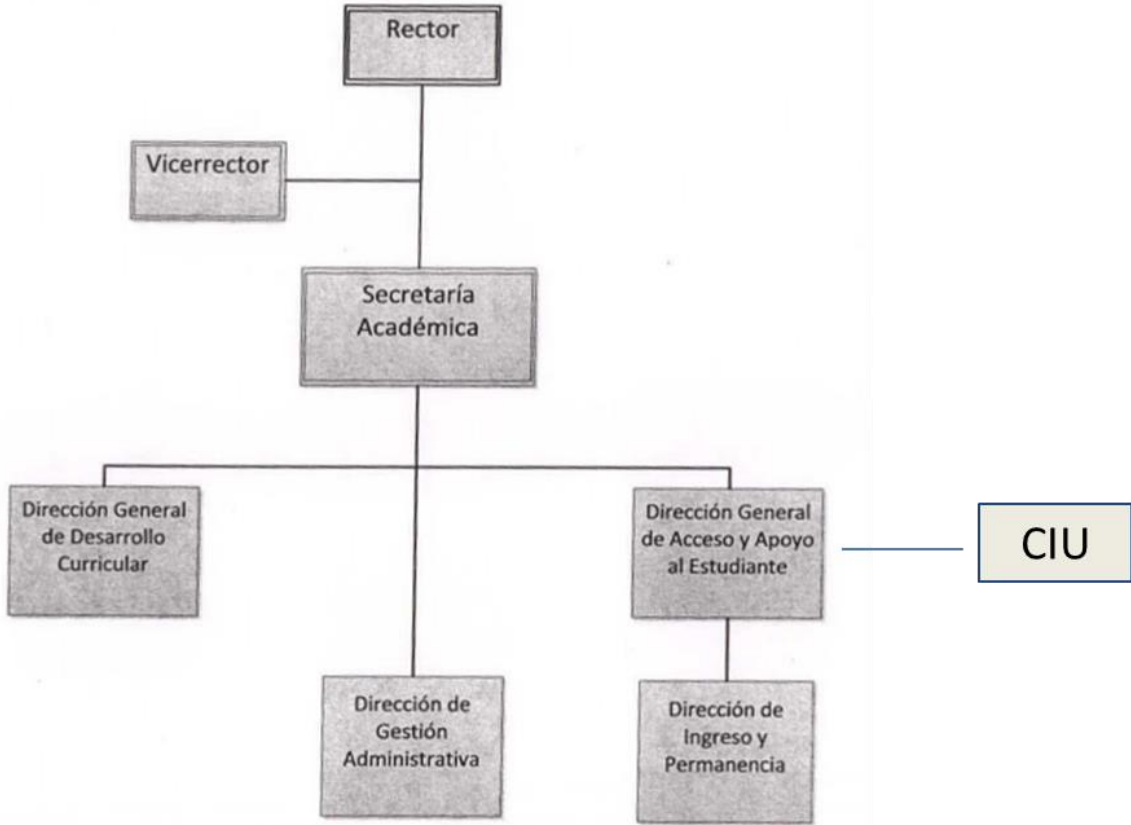 Rector
Vicerrector
Secretaría
Académica
Dirección General
de Desarrollo
Curricular
Dirección General
de Acceso y Apoyo
al Estudiante
CIU
Dirección de
Gestión
Administrativa
Dirección de
Ingreso y
Permanencia